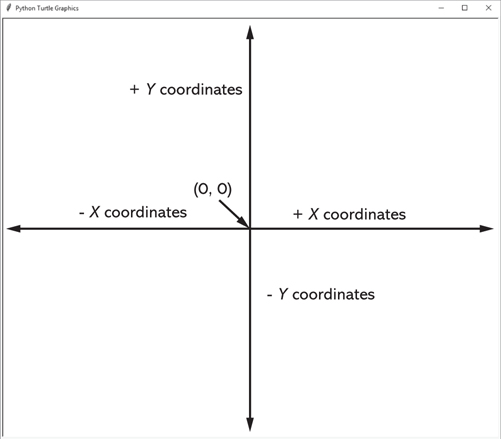 Python Turtle Graphics
+ Y coordinates
(0, 0)
- X coordinates
+ X coordinates
- Y coordinates